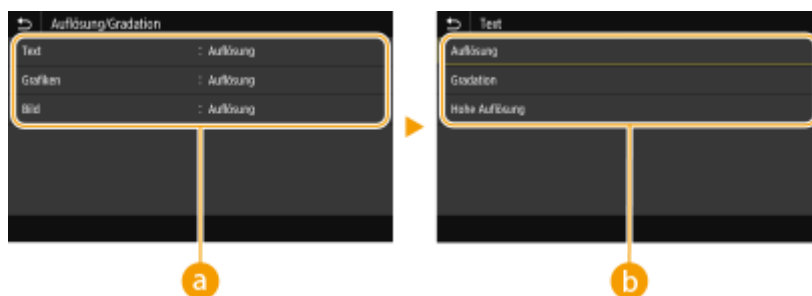 Auflösung/Gradation
Text : Auflösung
Grafiken : Auflösung
Bild : Auflösung
a
Text
Auflösung
Gradation
Hohe Auflösung
b